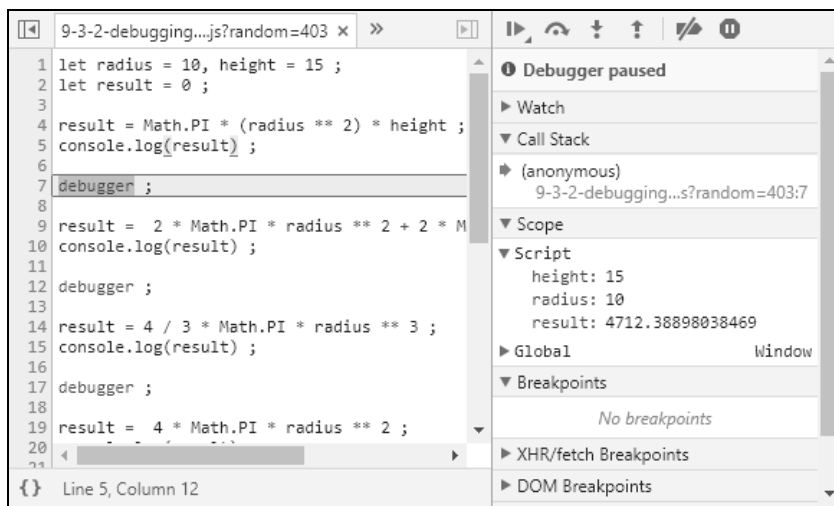 9-3-2-debugging....js?random=403 × »
1 let radius = 10, height = 15 ;
2 let result = 0 ;
3
4 result = Math.PI * (radius ** 2) * height ;
5 console.log(result) ;
6
7 debugger ;
8
9 result =  2 * Math.PI * radius ** 2 + 2 * M
10 console.log(result) ;
11
12 debugger ;
13
14 result = 4 / 3 * Math.PI * radius ** 3 ;
15 console.log(result) ;
16
17 debugger ;
18
19 result =  4 * Math.PI * radius ** 2 ;
20
21
{} Line 5, Column 12
Debugger paused
Watch
Call Stack
(anonymous)
9-3-2-debugging...s?random=403:7
Scope
Script
height: 15
radius: 10
result: 4712.38898038469
Global Window
Breakpoints
No breakpoints
XHR/fetch Breakpoints
DOM Breakpoints